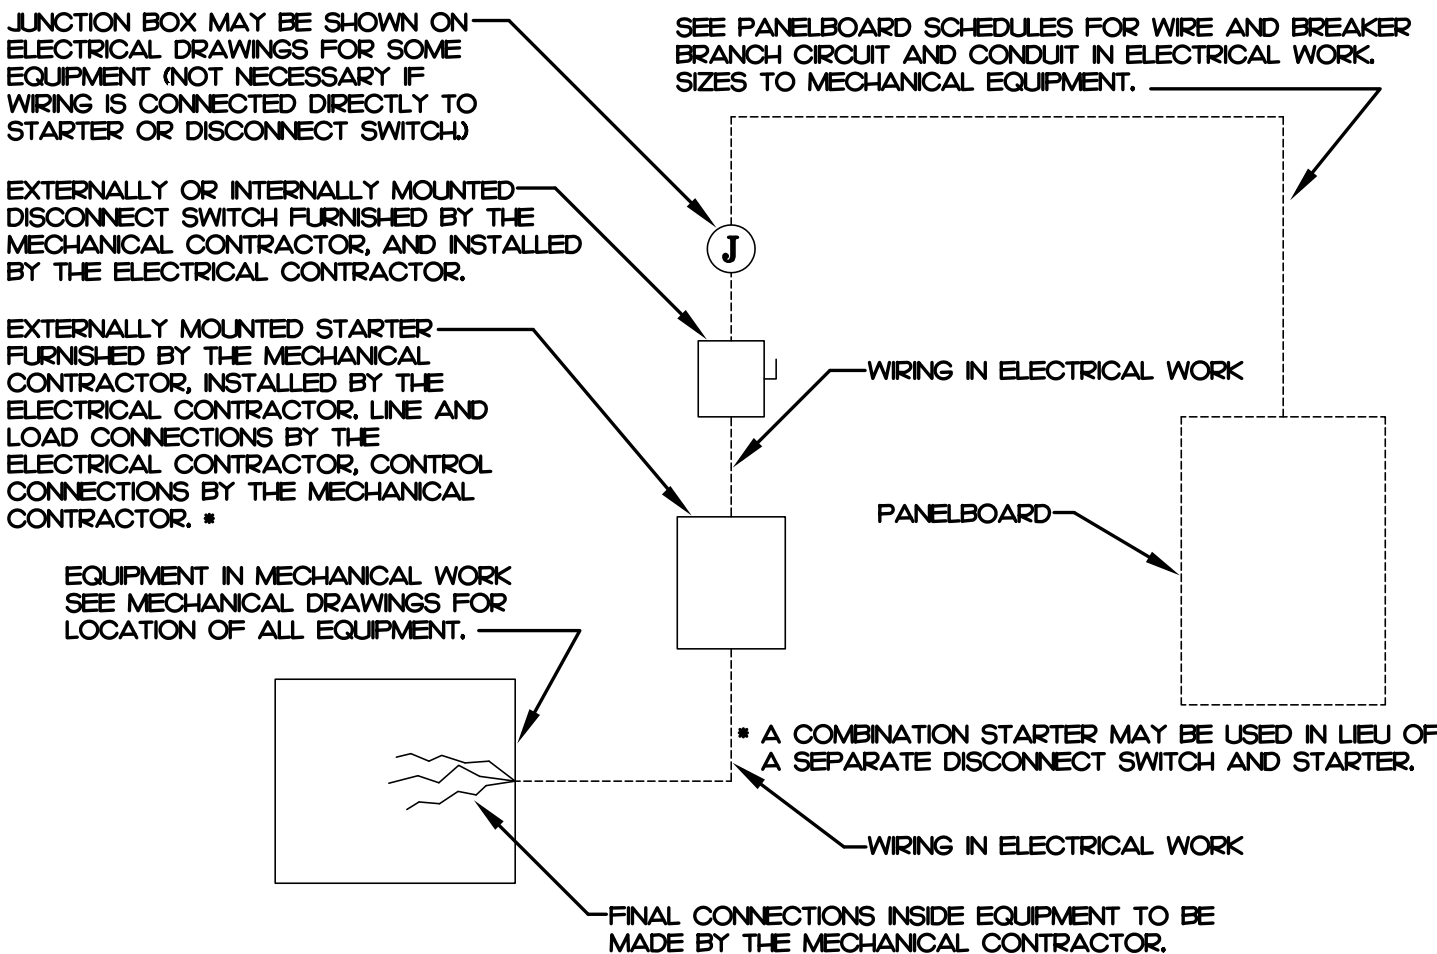 JUNCTION BOX MAY BE SHOWN ON
ELECTRICAL DRAWINGS FOR SOME
EQUIPMENT (NOT NECESSARY IF
WIRING IS CONNECTED DIRECTLY TO
STARTER OR DISCONNECT SWITCH.)
SEE PANELBOARD SCHEDULES FOR WIRE AND BREAKER
BRANCH CIRCUIT AND CONDUIT IN ELECTRICAL WORK.
SIZES TO MECHANICAL EQUIPMENT.
EXTERNALLY OR INTERNALLY MOUNTED
DISCONNECT SWITCH FURNISHED BY THE
MECHANICAL CONTRACTOR, AND INSTALLED
BY THE ELECTRICAL CONTRACTOR.
J
EXTERNALLY MOUNTED STARTER
FURNISHED BY THE MECHANICAL
CONTRACTOR, INSTALLED BY THE
ELECTRICAL CONTRACTOR. LINE AND
LOAD CONNECTIONS BY THE
ELECTRICAL CONTRACTOR, CONTROL
CONNECTIONS BY THE MECHANICAL
CONTRACTOR. *
WIRING IN ELECTRICAL WORK
PANELBOARD
EQUIPMENT IN MECHANICAL WORK
SEE MECHANICAL DRAWINGS FOR
LOCATION OF ALL EQUIPMENT.
* A COMBINATION STARTER MAY BE USED IN LIEU OF
A SEPARATE DISCONNECT SWITCH AND STARTER.
WIRING IN ELECTRICAL WORK
FINAL CONNECTIONS INSIDE EQUIPMENT TO BE
MADE BY THE MECHANICAL CONTRACTOR.